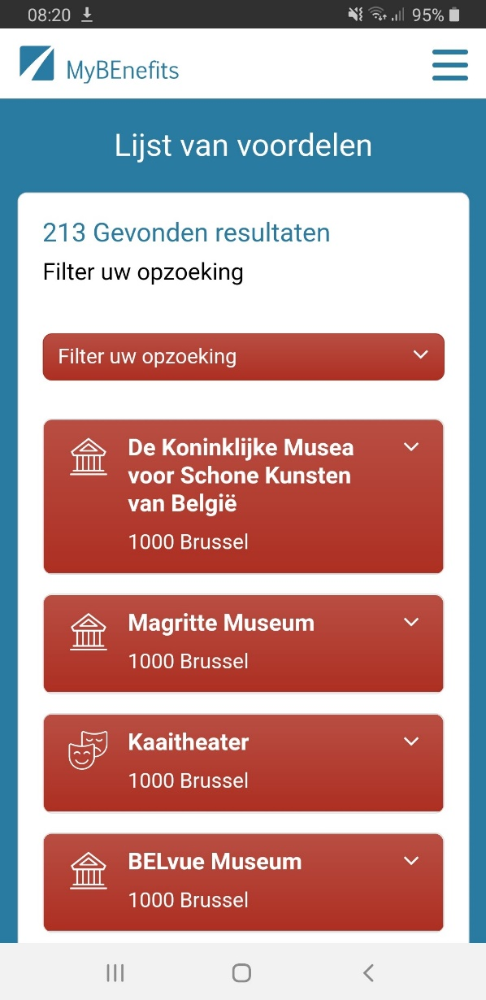 08:20
95%
MyBEnefits
Lijst van voordelen
213 Gevonden resultaten
Filter uw opzoeking
Filter uw opzoeking
De Koninklijke Musea
voor Schone Kunsten
van België
1000 Brussel
Magritte Museum
1000 Brussel
Kaaitheater
1000 Brussel
BELvue Museum
1000 Brussel